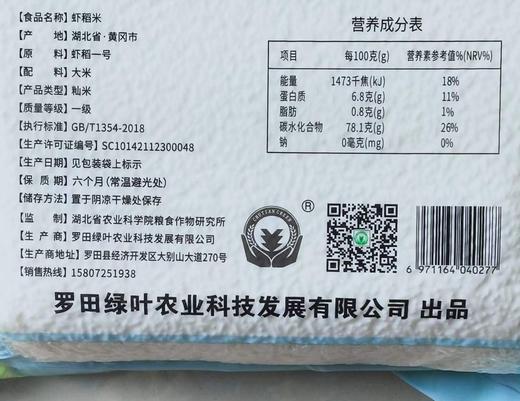 【食品名称】虾稻米
【产 地】湖北省·黄冈市
【原 料】虾稻一号
【配 料】大米
【产品类型】籼米
【质量等级】一级
【执行标准】GB/T1354-2018
【生产许可证编号】SC10142112300048
【生产日期】见包装袋上标示
【保 质 期】六个月(常温避光处)
【储存方法】置于阴凉干燥处保存
【监 制】湖北省农业科学院粮食作物研究所
【生 产 商】罗田绿叶农业科技发展有限公司
【生产商地址】罗田县经济开发区大别山大道270号
【销售热线】15807251938
营养成分表
项目 每100克(g) 营养素参考值%(NRV%)
能量 1473千焦(kJ) 18%
蛋白质 6.8克(g) 11%
脂肪 0.8克(g) 1%
碳水化合物 78.1克(g) 26%
钠 0毫克(mg) 0%
CHUTIAN GREEN
®
6 971164 040277
罗田绿叶农业科技发展有限公司 出品